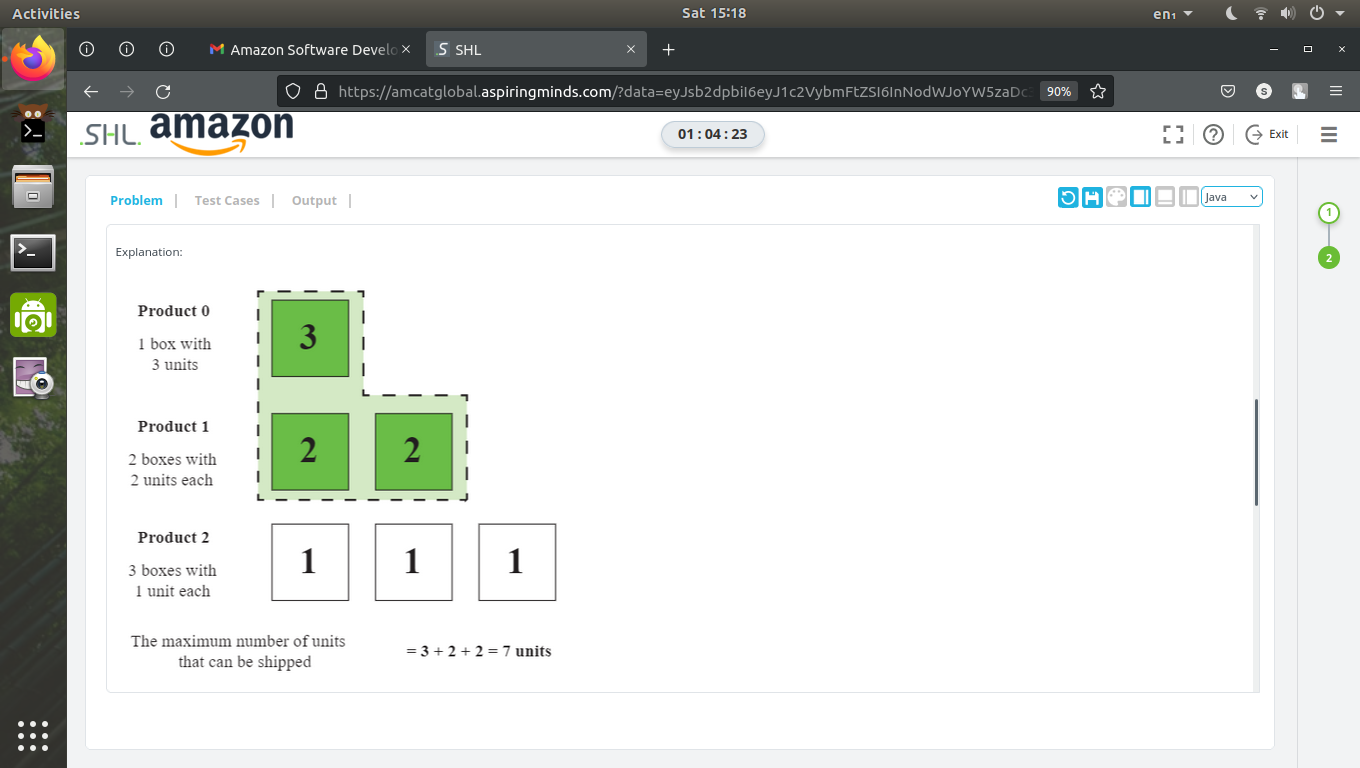 Activities
Sat 15:18
en₁
Amazon Software Develo
SHL
https://amcatglobal.aspiringminds.com/?data=
90%
S
.SHL.
amazon
01 : 04 : 23
Exit
Problem | Test Cases | Output |
Java
1
2
Explanation:
Product 0
1 box with
3 units
3
Product 1
2 boxes with
2 units each
2 2
Product 2
3 boxes with
1 unit each
1 1 1
The maximum number of units
that can be shipped
= 3 + 2 + 2 = 7 units